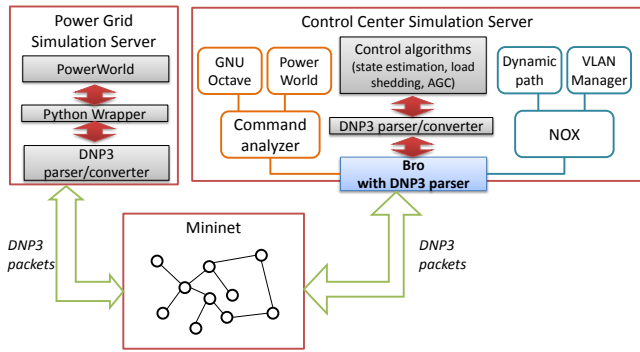 Power Grid
Simulation Server
PowerWorld
Python Wrapper
DNP3
parser/converter
Control Center Simulation Server
GNU
Octave
Power
World
Command
analyzer
Control algorithms
(state estimation, load
shedding, AGC)
DNP3 parser/converter
Bro
with DNP3 parser
Dynamic
path
VLAN
Manager
NOX
DNP3
packets
Mininet
DNP3
packets